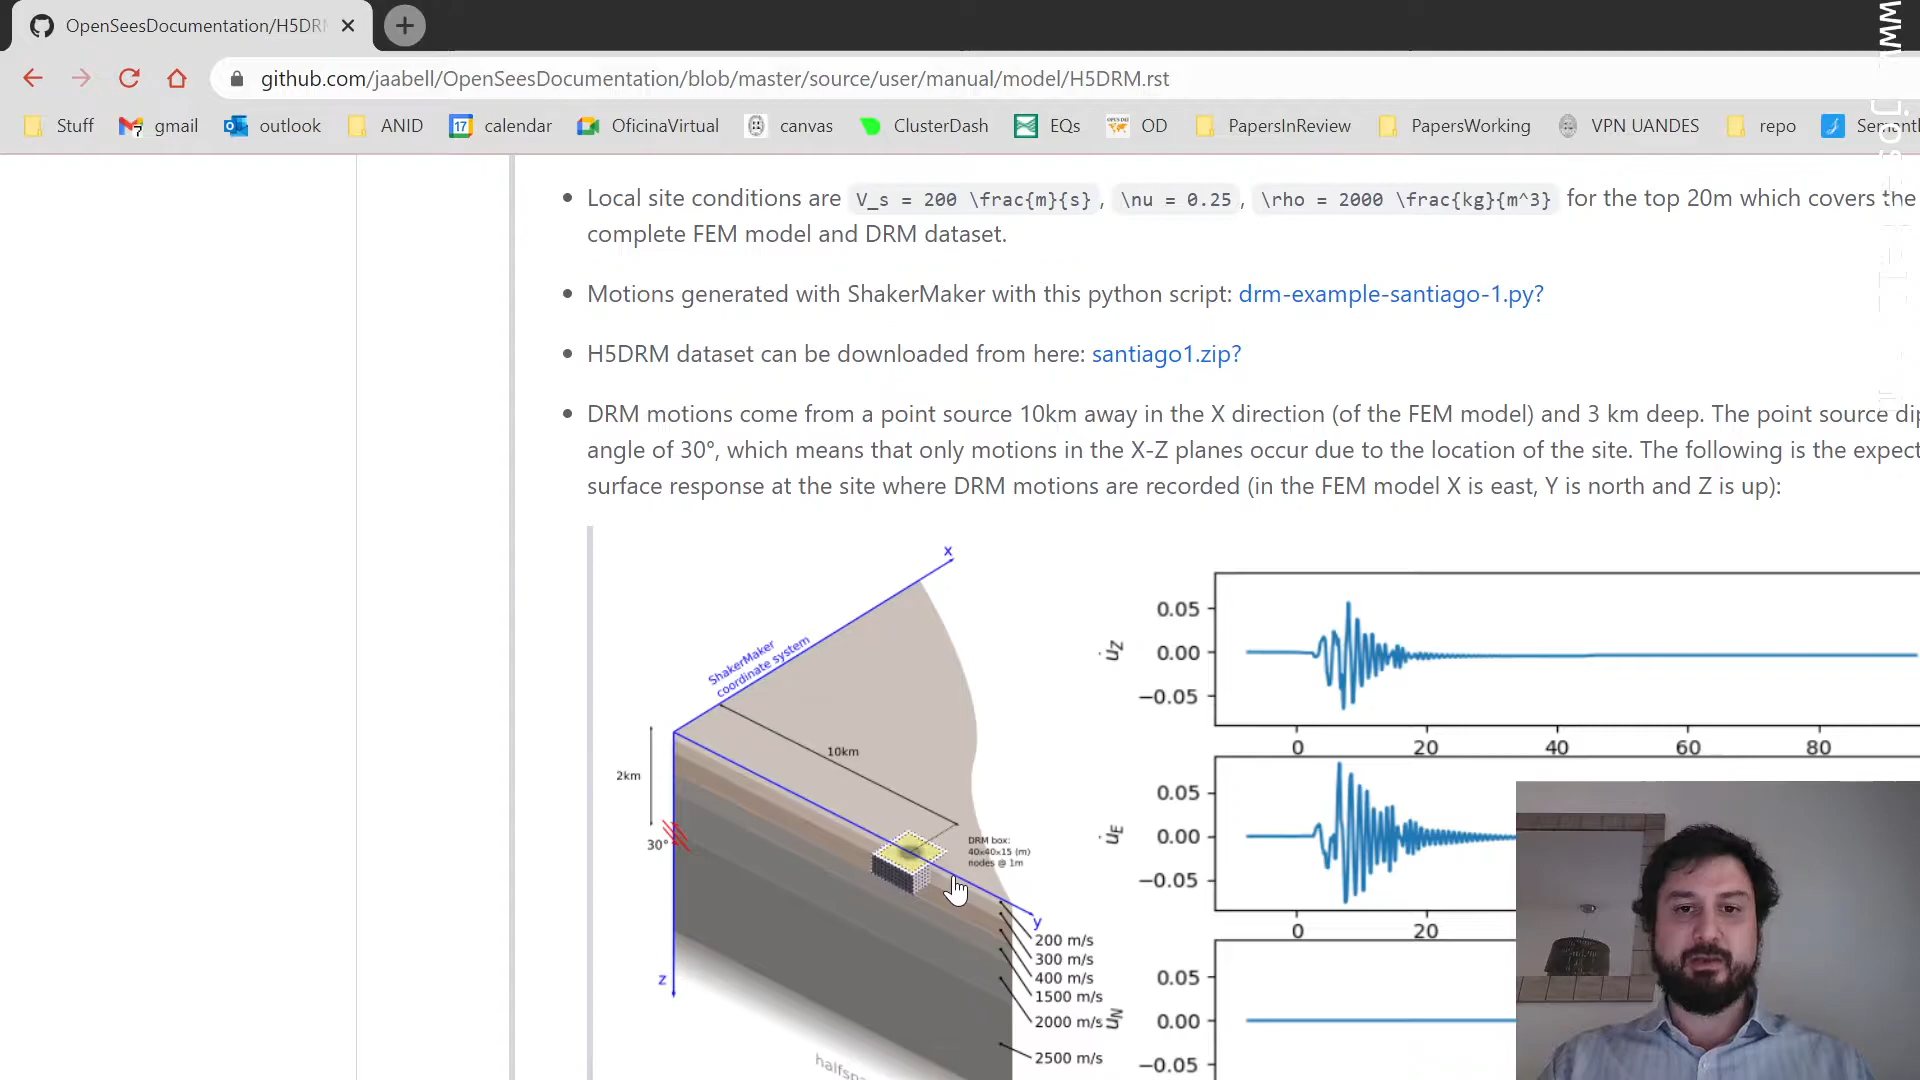 OpenSeesDocumentation/H5DR
github.com/jaabell/OpenSeesDocumentation/blob/master/source/user/manual/model/H5DRM.rst
Stuff gmail outlook ANID 17 calendar OficinaVirtual canvas ClusterDash EQs OD PapersInReview PapersWorking VPN UANDES repo
www.jos
Local site conditions are V_s = 200 \frac{m}{s}, \nu = 0.25, \rho = 2000 \frac{kg}{m^3} for the top 20m which covers the
complete FEM model and DRM dataset.
Motions generated with ShakerMaker with this python script: drm-example-santiago-1.py?
H5DRM dataset can be downloaded from here: santiago1.zip?
DRM motions come from a point source 10km away in the X direction (of the FEM model) and 3 km deep. The point source dip
angle of 30°, which means that only motions in the X-Z planes occur due to the location of the site. The following is the expect
surface response at the site where DRM motions are recorded (in the FEM model X is east, Y is north and Z is up):
x
ShakerMaker
coordinate system
10km
2km
30°
DRM box:
40x40x15 (m)
nodes @ 1m
y
z
200 m/s
300 m/s
400 m/s
1500 m/s
2000 m/s
2500 m/s
u̇Z
0.05
0.00
−0.05
0 20 40 60 80
u̇E
0.05
0.00
−0.05
0 20
u̇N
0.05
0.00
−0.05